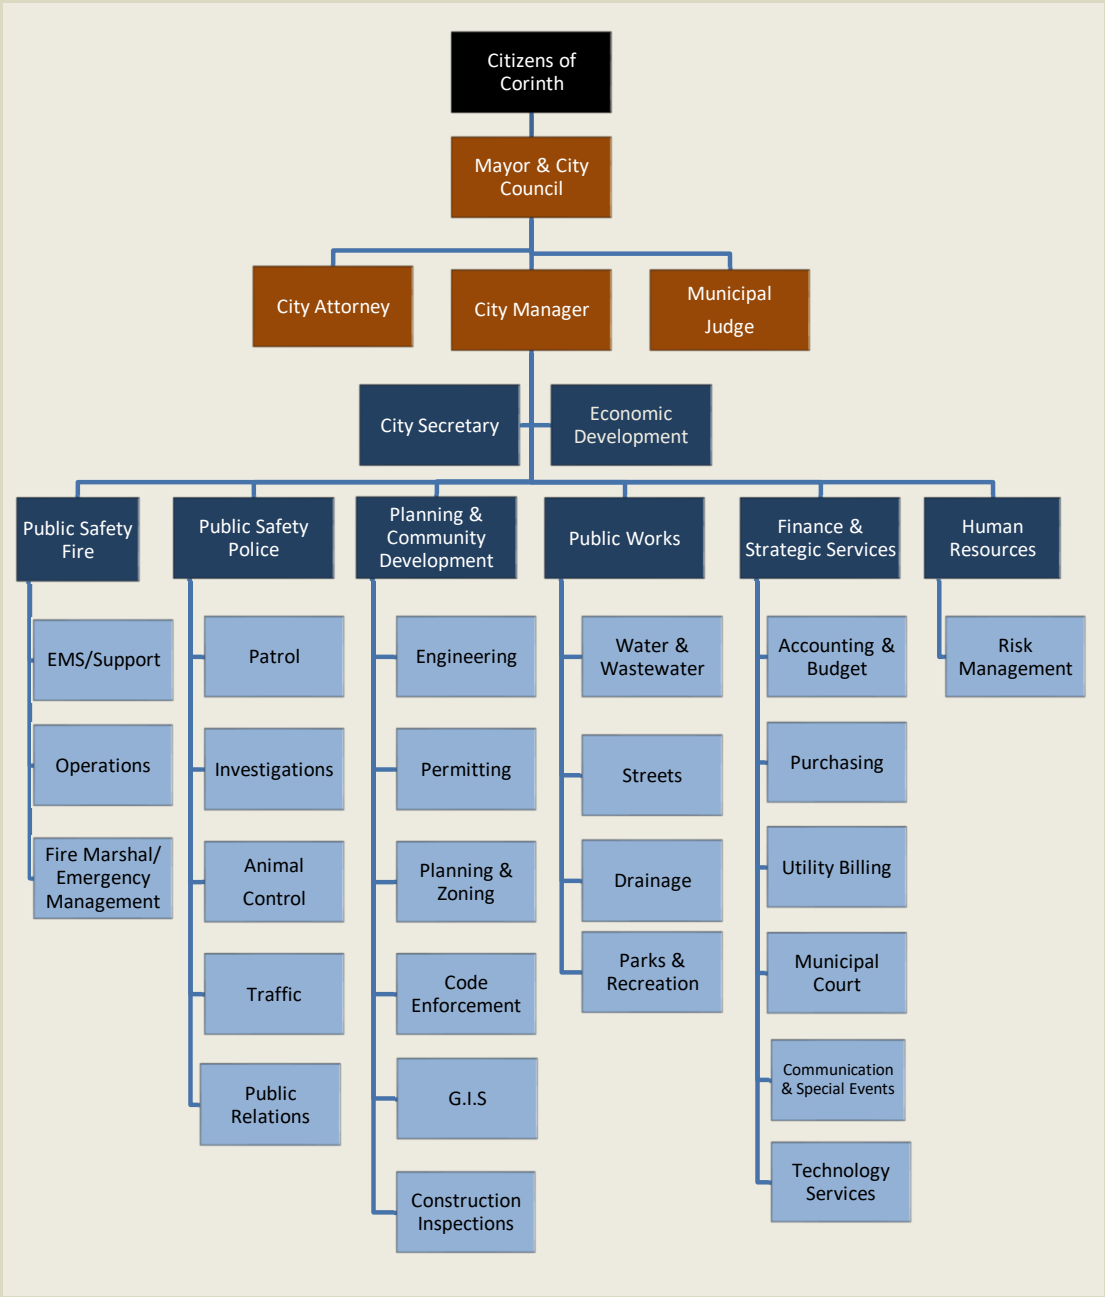 Citizens of
Corinth
Mayor & City
Council
City Attorney
City Manager
Municipal
Judge
City Secretary
Economic
Development
Public Safety
Fire
Public Safety
Police
Planning &
Community
Development
Public Works
Finance &
Strategic Services
Human
Resources
EMS/Support
Operations
Fire Marshal/
Emergency
Management
Patrol
Investigations
Animal
Control
Traffic
Public
Relations
Engineering
Permitting
Planning &
Zoning
Code
Enforcement
G.I.S
Construction
Inspections
Water &
Wastewater
Streets
Drainage
Parks &
Recreation
Accounting &
Budget
Purchasing
Utility Billing
Municipal
Court
Communication
& Special Events
Technology
Services
Risk
Management